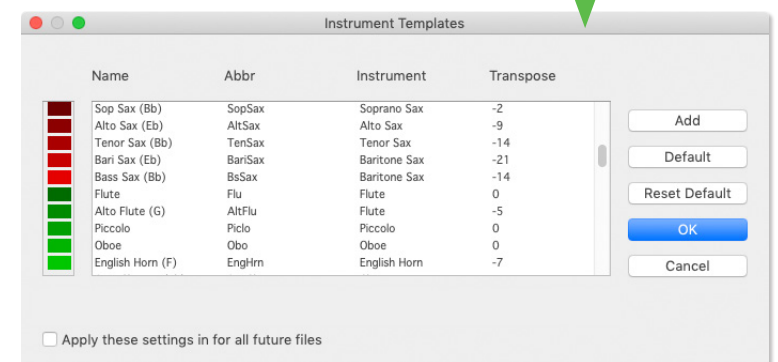 Instrument Templates
Name Abbr Instrument Transpose
Sop Sax (Bb) SopSax Soprano Sax -2
Alto Sax (Eb) AltSax Alto Sax -9
Tenor Sax (Bb) TenSax Tenor Sax -14
Bari Sax (Eb) BariSax Baritone Sax -21
Bass Sax (Bb) BsSax Baritone Sax -14
Flute Flu Flute 0
Alto Flute (G) AltFlu Flute -5
Piccolo Piclo Piccolo 0
Oboe Obo Oboe 0
English Horn (F) EngHrn English Horn -7
Add
Default
Reset Default
OK
Cancel
Apply these settings in for all future files